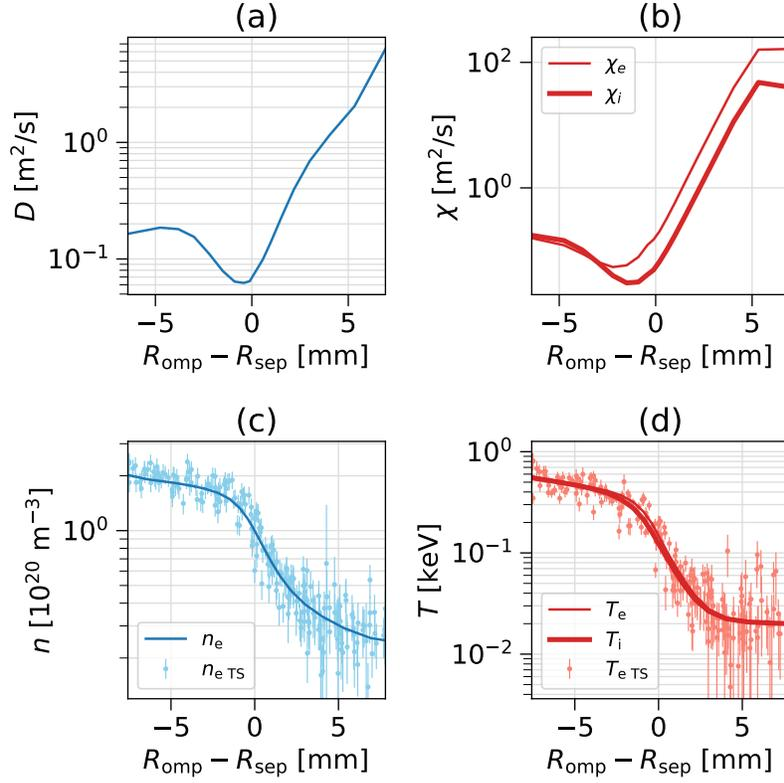 (a)
D [m²/s]
10⁰
10⁻¹
−5 0 5
R_omp − R_sep [mm]
(b)
χ [m²/s]
10²
10⁰
χ_e
χ_i
−5 0 5
R_omp − R_sep [mm]
(c)
n [10²⁰ m⁻³]
10⁰
n_e
n_e TS
−5 0 5
R_omp − R_sep [mm]
(d)
T [keV]
10⁰
10⁻¹
10⁻²
T_e
T_i
T_e TS
−5 0 5
R_omp − R_sep [mm]